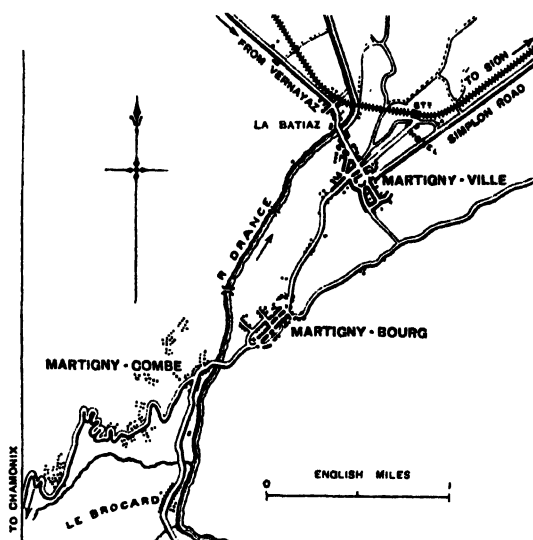 FROM VERNAYAZ
TO SION
STⁿ
SIMPLON ROAD
LA BATIAZ
MARTIGNY-VILLE
R DRANCE
MARTIGNY-BOURG
MARTIGNY-COMBE
TO CHAMONIX
LE BROCARD
ENGLISH MILES
0 1